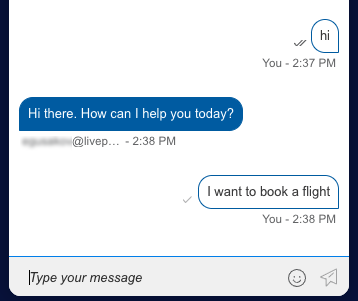 hi
You - 2:37 PM
Hi there. How can I help you today?
@livep... - 2:38 PM
I want to book a flight
You - 2:38 PM
Type your message